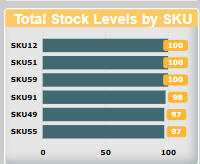 Total Stock Levels by SKU
SKU12 100
SKU51 100
SKU59 100
SKU91 98
SKU49 97
SKU55 97
0 50 100